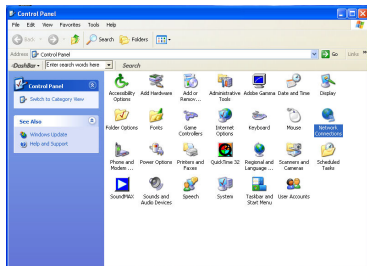 Control Panel
File Edit View Favorites Tools Help
Back Search Folders
Address Control Panel Go Links
DashBar Enter search words here Search
Control Panel
Switch to Category View
See Also
Windows Update
Help and Support
Accessibility Options
Add Hardware
Add or Remov...
Administrative Tools
Adobe Gamma
Date and Time
Display
Folder Options
Fonts
Game Controllers
Internet Options
Keyboard
Mouse
Network Connections
Phone and Modem ...
Power Options
Printers and Faxes
QuickTime 32
Regional and Language ...
Scanners and Cameras
Scheduled Tasks
SoundMAX
Sounds and Audio Devices
Speech
System
Taskbar and Start Menu
User Accounts